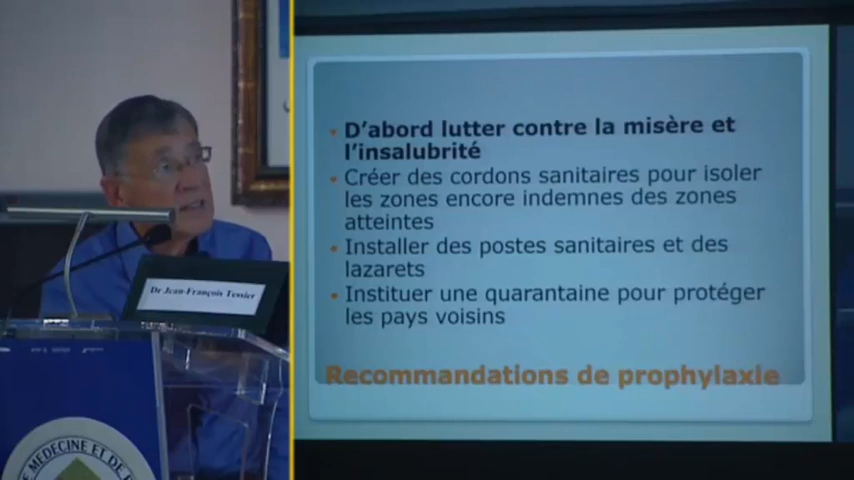 D'abord lutter contre la misère et
l'insalubrité
Créer des cordons sanitaires pour isoler
les zones encore indemnes des zones
atteintes
Installer des postes sanitaires et des
lazarets
Instituer une quarantaine pour protéger
les pays voisins
Recommandations de prophylaxie
Dr Jean-François Tessier
MEDECINE ET DE